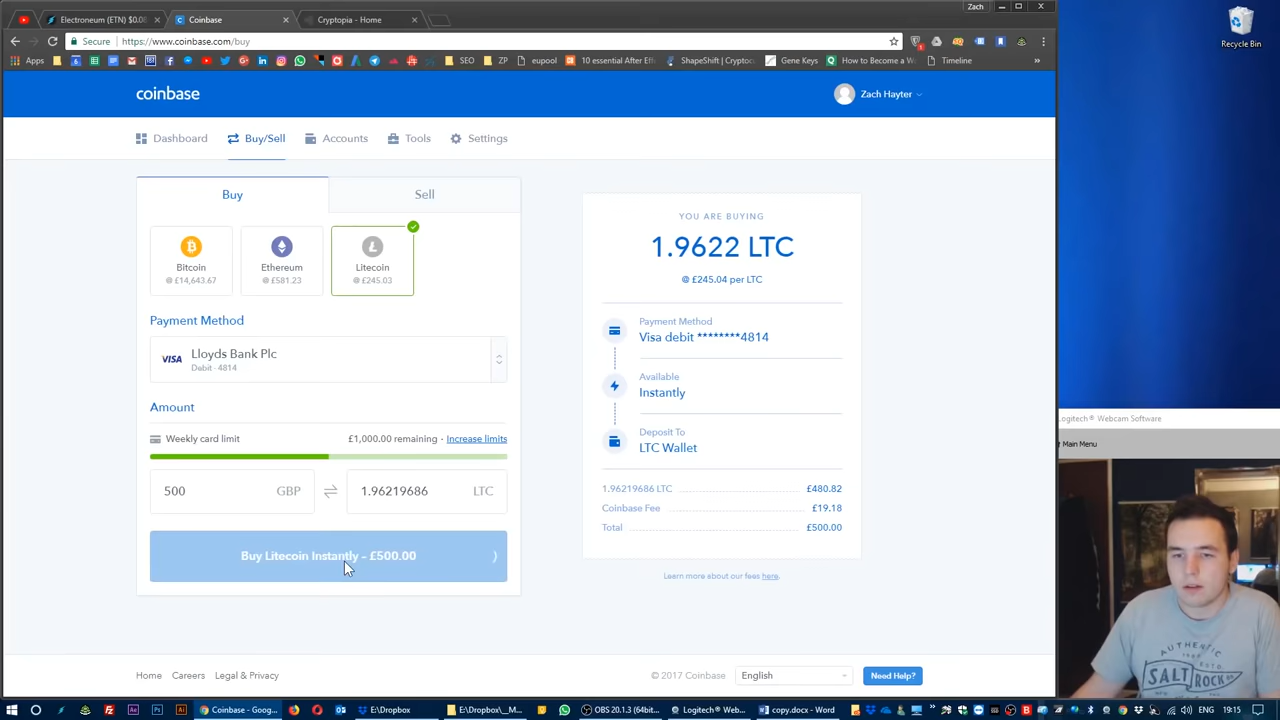 Zach
Electroneum (ETN) $0.08
Coinbase
Cryptopia - Home
Secure
https://www.coinbase.com/buy
Apps
SEO
ZP
eupool
10 essential After Eff
ShapeShift | Cryptoc
Gene Keys
How to Become a W
Timeline
Recycle Bin
coinbase
Zach Hayter
Dashboard
Buy/Sell
Accounts
Tools
Settings
Buy
Sell
Bitcoin
@ £14,643.67
Ethereum
@ £581.23
Litecoin
@ £245.03
Payment Method
VISA
Lloyds Bank Plc
Debit · 4814
Amount
Weekly card limit
£1,000.00 remaining · Increase limits
500 GBP
1.96219686 LTC
Buy Litecoin Instantly – £500.00
YOU ARE BUYING
1.9622 LTC
@ £245.04 per LTC
Payment Method
Visa debit ********4814
Available
Instantly
Deposit To
LTC Wallet
1.96219686 LTC £480.82
Coinbase Fee £19.18
Total £500.00
Learn more about our fees here.
Logitech® Webcam Software
Main Menu
AUTHENTIC
SALT ROCK
Home
Careers
Legal & Privacy
© 2017 Coinbase
English
Need Help?
Coinbase - Goog...
E:\Dropbox
E:\Dropbox\__M...
OBS 20.1.3 (64bit...
Logitech® Web...
copy.docx - Word
19:15